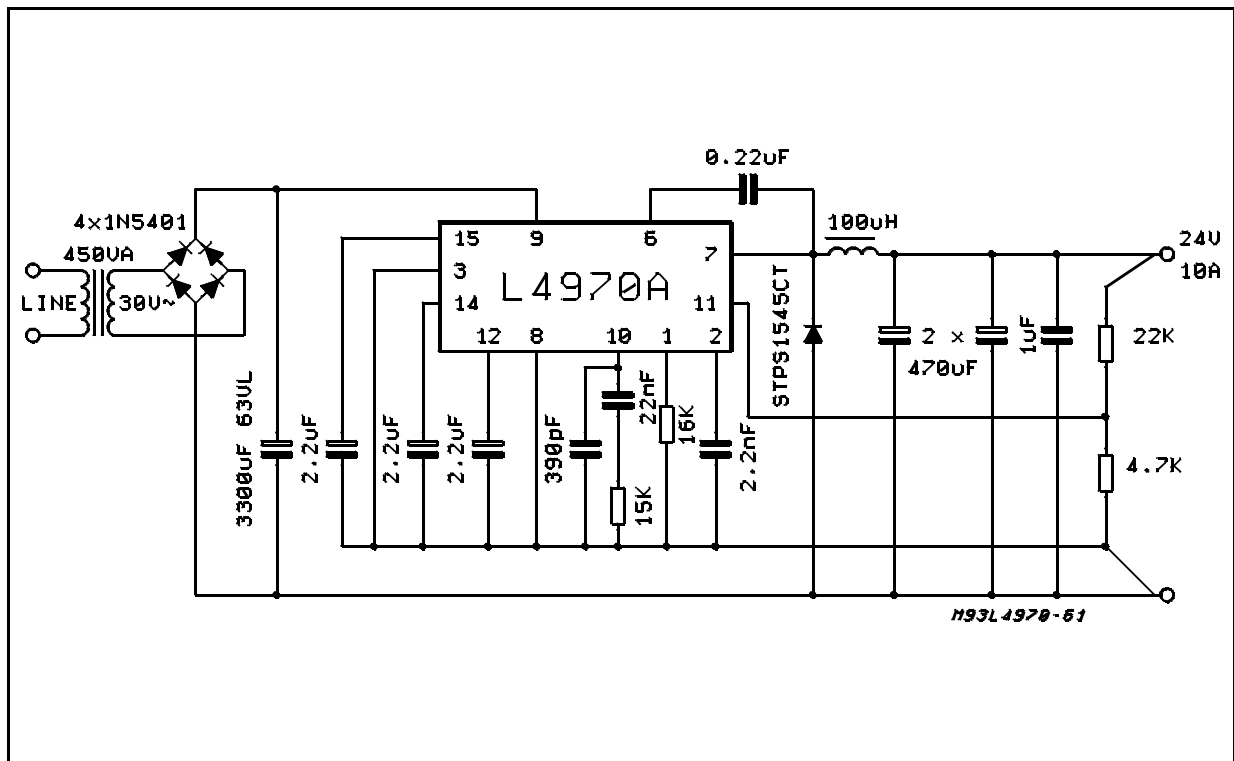 0.22uF
4x1N5401
100uH
450VA
15
9
6
7
24V
10A
3
L4970A
LINE
30V~
14
11
12
8
10
1
2
STPS1545CT
2 x
470uF
1uF
22K
3300uF 63VL
2.2uF
2.2uF
2.2uF
390pF
22nF
16K
2.2nF
4.7K
15K
M93L4970-61